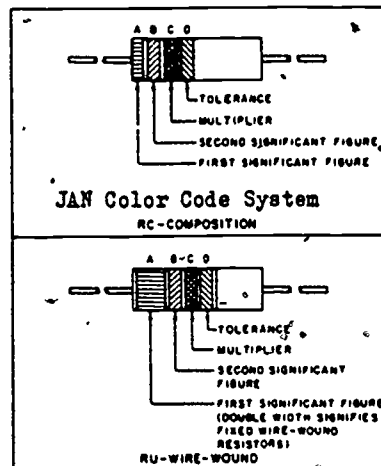 A B C D
TOLERANCE
MULTIPLIER
SECOND SIGNIFICANT FIGURE
FIRST SIGNIFICANT FIGURE
JAN Color Code System
RC-COMPOSITION
A B-C D
TOLERANCE
MULTIPLIER
SECOND SIGNIFICANT
FIGURE
FIRST SIGNIFICANT FIGURE
(DOUBLE WIDTH SIGNIFIES
FIXED WIRE-WOUND
RESISTORS)
RU-WIRE-WOUND